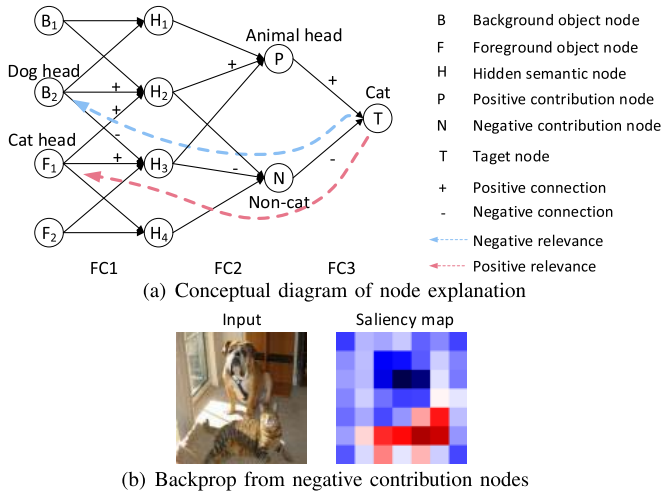 B1
H1
Animal head
P
Dog head
B2
H2
Cat
T
Cat head
F1
H3
N
Non-cat
F2
H4
+
+
+
-
+
-
+
-
FC1
FC2
FC3
B Background object node
F Foreground object node
H Hidden semantic node
P Positive contribution node
N Negative contribution node
T Taget node
+ Positive connection
- Negative connection
Negative relevance
Positive relevance
(a) Conceptual diagram of node explanation
Input
Saliency map
(b) Backprop from negative contribution nodes